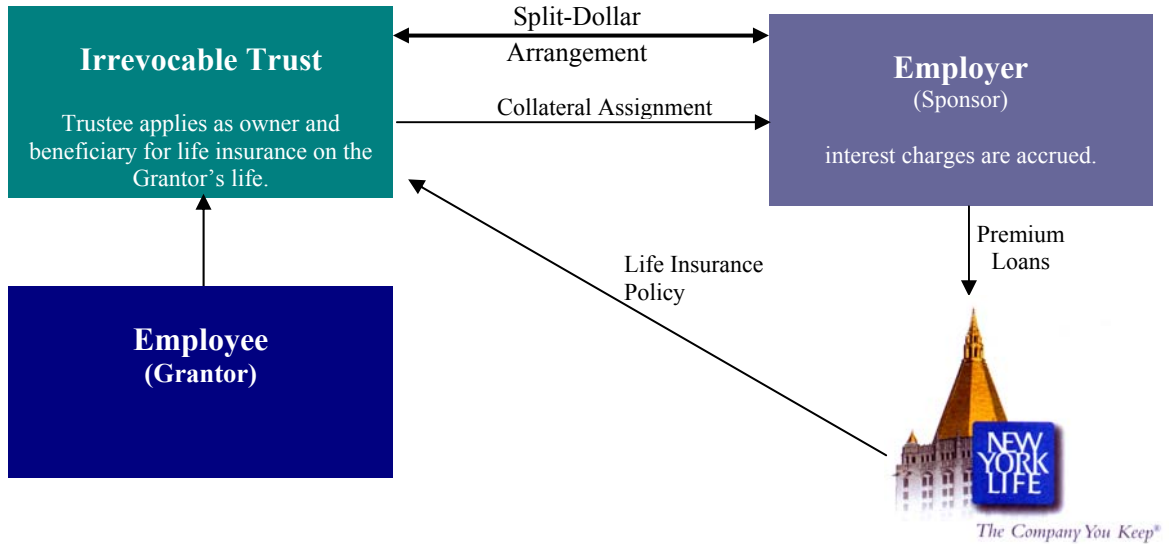 Split-Dollar
Arrangement
Irrevocable Trust
Trustee applies as owner and
beneficiary for life insurance on the
Grantor's life.
Collateral Assignment
Employer
(Sponsor)
interest charges are accrued.
Premium
Loans
Life Insurance
Policy
Employee
(Grantor)
NEW
YORK
LIFE
The Company You Keep®